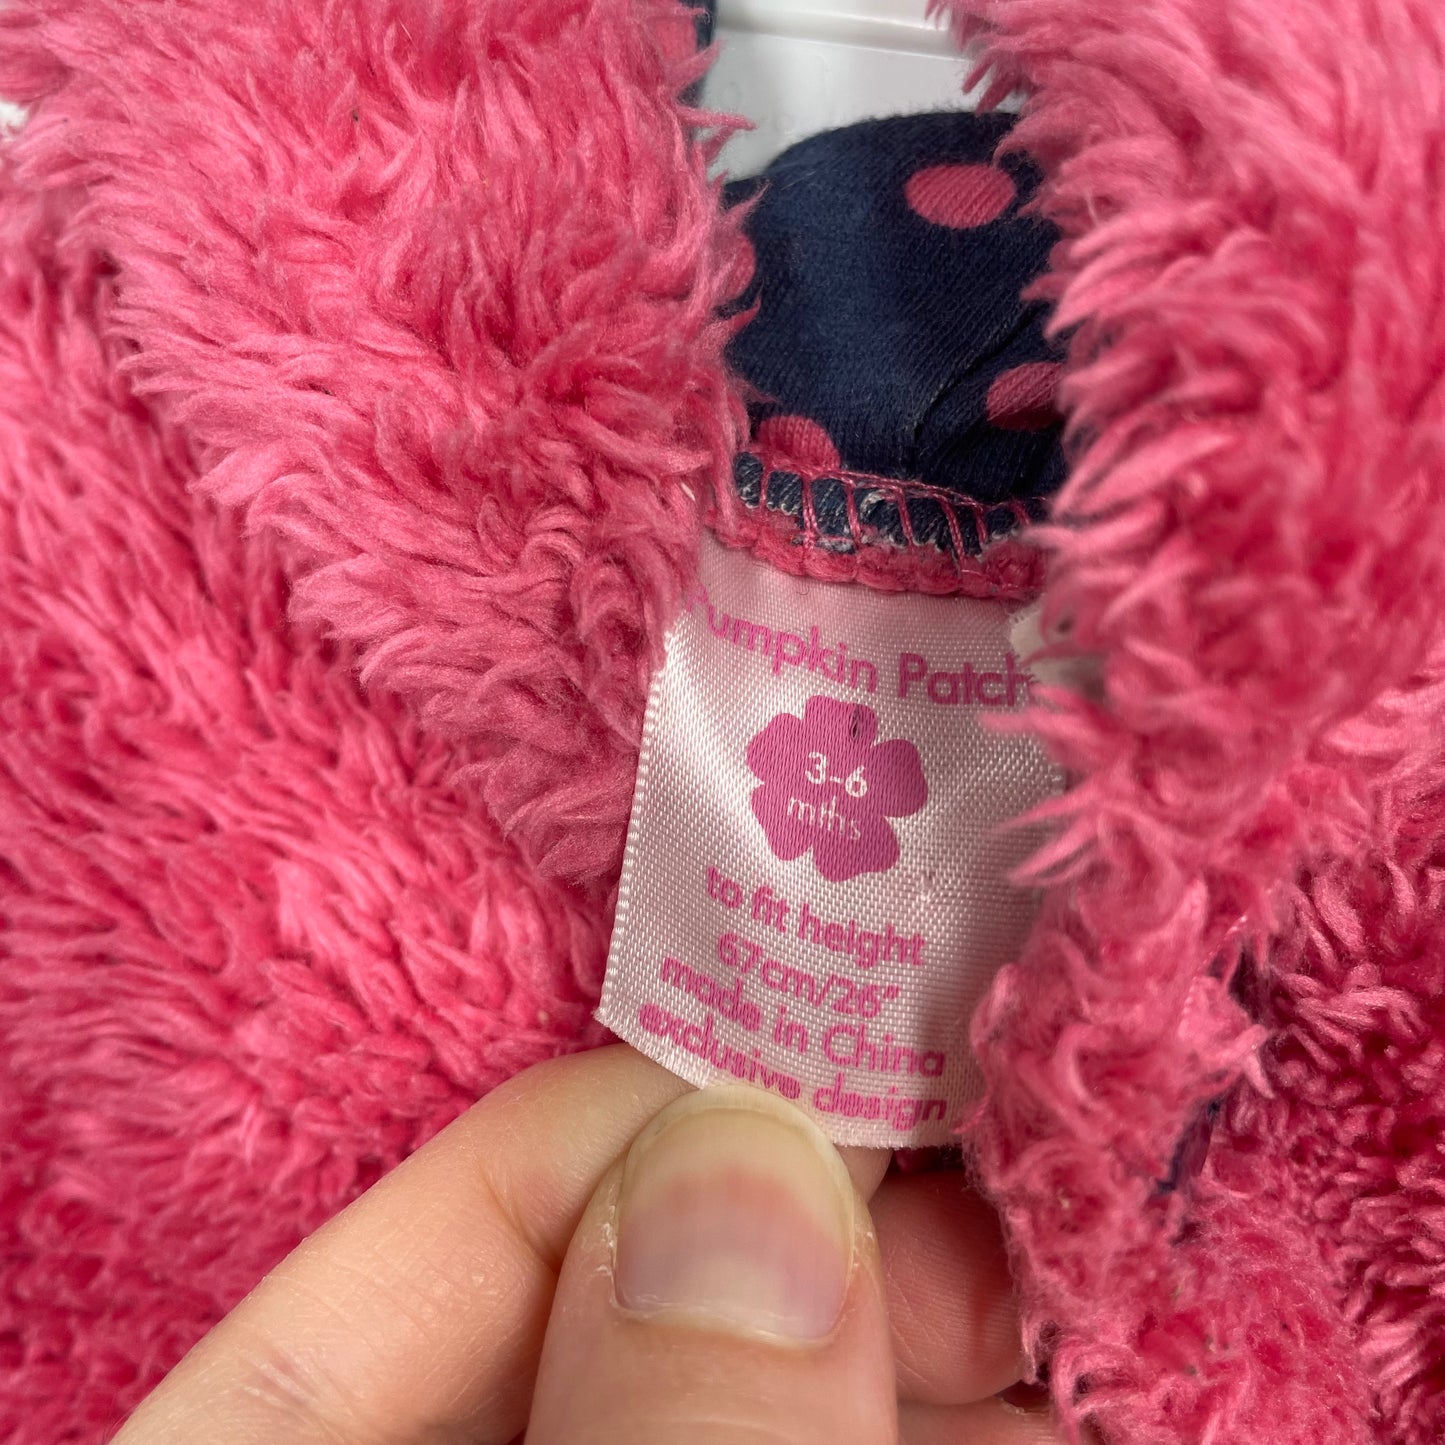 Pumpkin Patch
3-6
mths
to fit height
67cm/26"
made in China
exclusive design